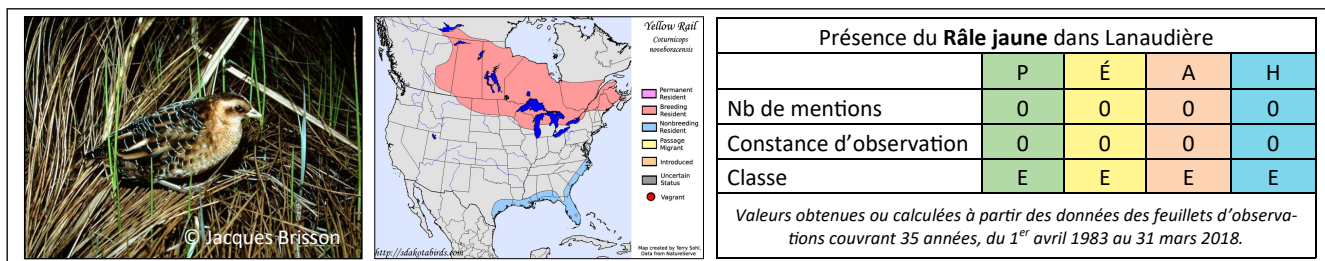 © Jacques Brisson
Yellow Rail
Coturnicops
noveboracensis
Permanent
Resident
Breeding
Resident
Nonbreeding
Resident
Passage
Migrant
Introduced
Uncertain
Status
Vagrant
http://sdakotabirds.com
Map created by Terry Sohl,
Data from NatureServe
Présence du Râle jaune dans Lanaudière
P É A H
Nb de mentions 0 0 0 0
Constance d'observation 0 0 0 0
Classe E E E E
Valeurs obtenues ou calculées à partir des données des feuillets d'observa-
tions couvrant 35 années, du 1er avril 1983 au 31 mars 2018.